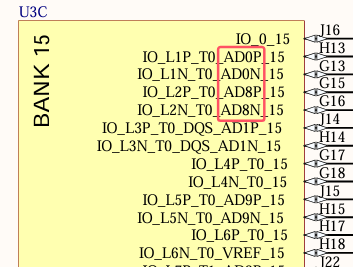 U3C
BANK 15
IO_0_15 J16
IO_L1P_T0_AD0P_15 H13
IO_L1N_T0_AD0N_15 G13
IO_L2P_T0_AD8P_15 G15
IO_L2N_T0_AD8N_15 G16
IO_L3P_T0_DQS_AD1P_15 J14
IO_L3N_T0_DQS_AD1N_15 H14
IO_L4P_T0_15 G17
IO_L4N_T0_15 G18
IO_L5P_T0_AD9P_15 J15
IO_L5N_T0_AD9N_15 H15
IO_L6P_T0_15 H17
IO_L6N_T0_VREF_15 H18
J22